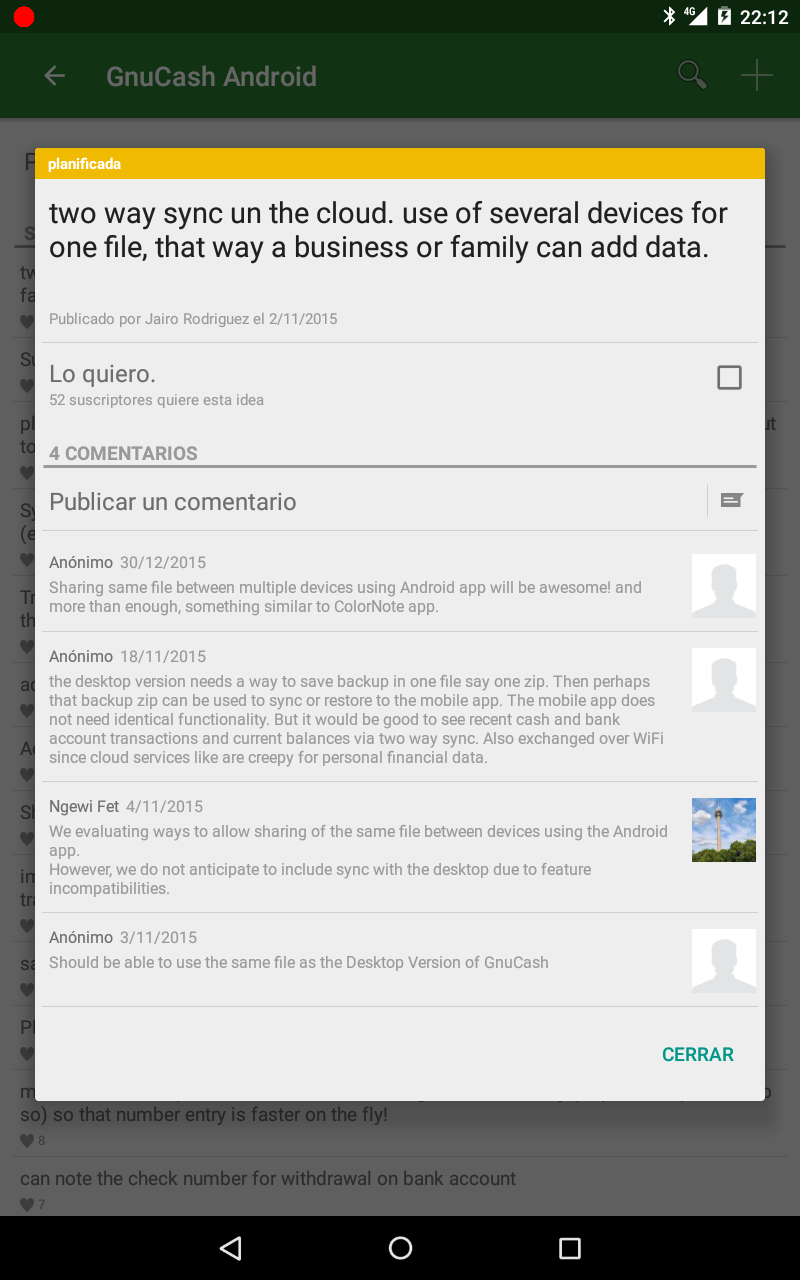 4G 22:12
GnuCash Android
planificada
two way sync un the cloud. use of several devices for
one file, that way a business or family can add data.
Publicado por Jairo Rodriguez el 2/11/2015
Lo quiero.
52 suscriptores quiere esta idea
4 COMENTARIOS
Publicar un comentario
Anónimo 30/12/2015
Sharing same file between multiple devices using Android app will be awesome! and
more than enough, something similar to ColorNote app.
Anónimo 18/11/2015
the desktop version needs a way to save backup in one file say one zip. Then perhaps
that backup zip can be used to sync or restore to the mobile app. The mobile app does
not need identical functionality. But it would be good to see recent cash and bank
account transactions and current balances via two way sync. Also exchanged over WiFi
since cloud services like are creepy for personal financial data.
Ngewi Fet 4/11/2015
We evaluating ways to allow sharing of the same file between devices using the Android
app.
However, we do not anticipate to include sync with the desktop due to feature
incompatibilities.
Anónimo 3/11/2015
Should be able to use the same file as the Desktop Version of GnuCash
CERRAR
so) so that number entry is faster on the fly!
8
can note the check number for withdrawal on bank account
7